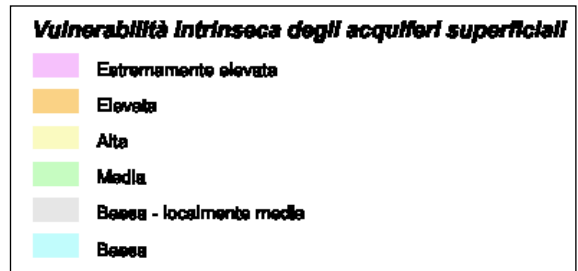 Vulnerabilità intrinseca degli acquiferi superficiali
Estremamente elevata
Elevata
Alta
Media
Bassa - localmente media
Bassa